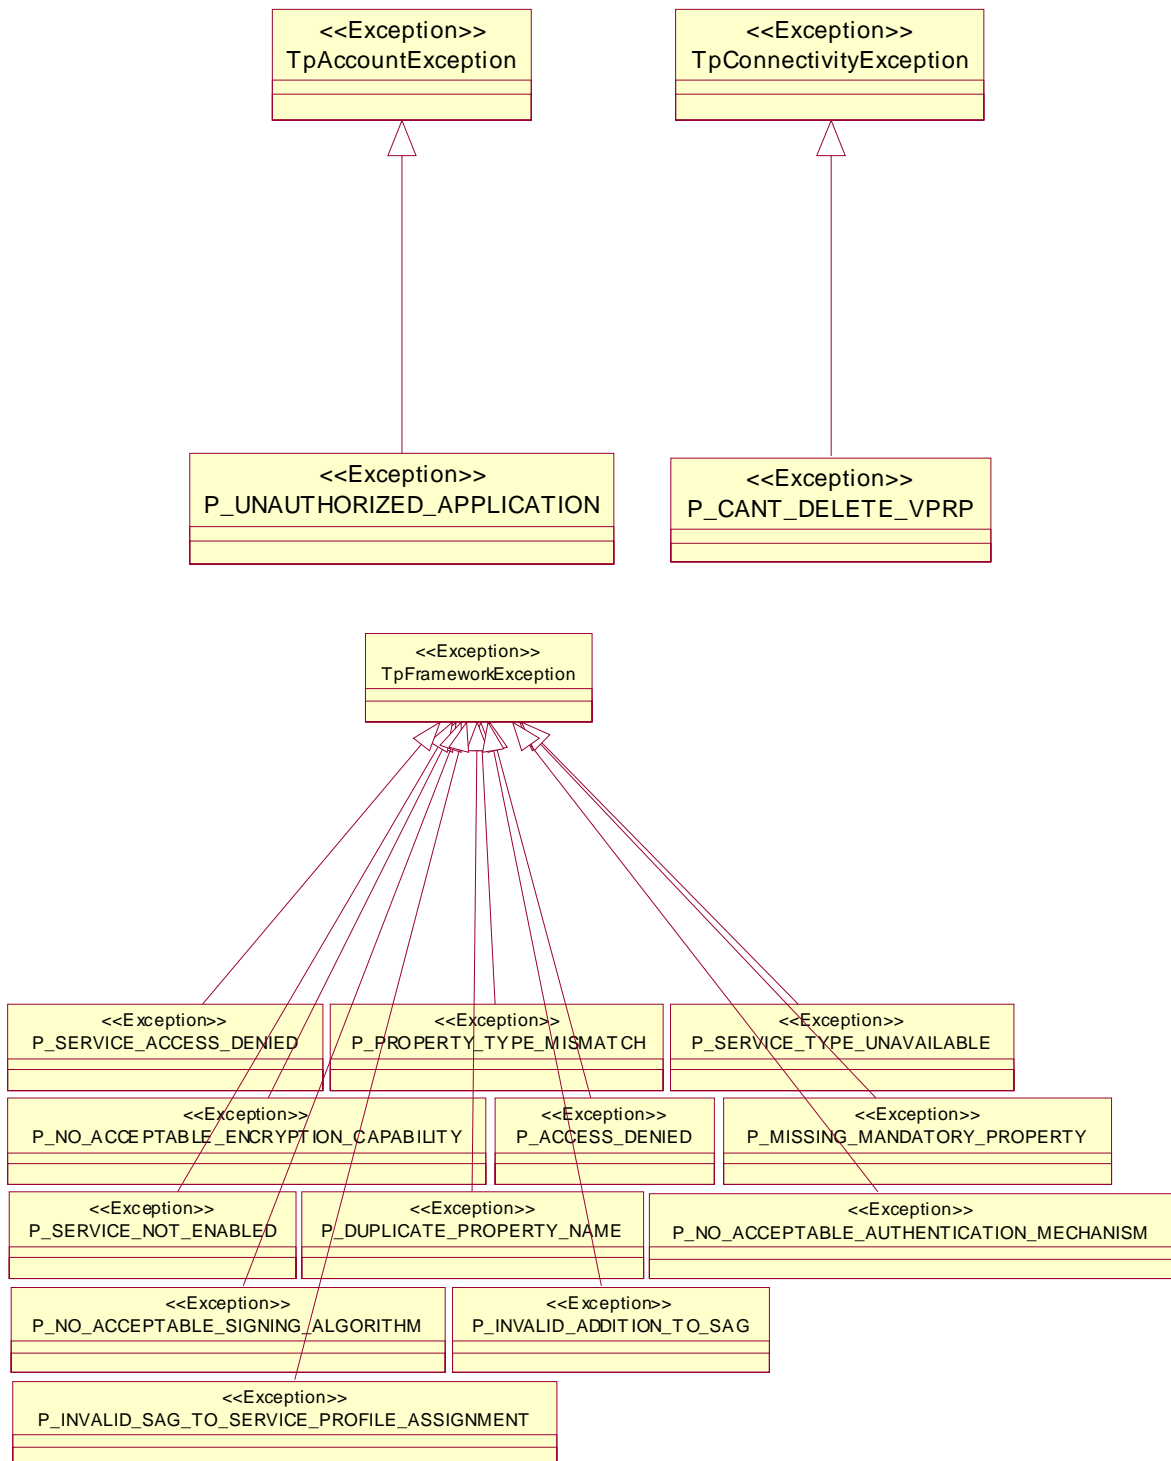 <<Exception>>
TpAccountException
<<Exception>>
TpConnectivityException
<<Exception>>
P_UNAUTHORIZED_APPLICATION
<<Exception>>
P_CANT_DELETE_VPRP
<<Exception>>
TpFrameworkException
<<Exception>>
P_SERVICE_ACCESS_DENIED
<<Exception>>
P_PROPERTY_TYPE_MISMATCH
<<Exception>>
P_SERVICE_TYPE_UNAVAILABLE
<<Exception>>
P_NO_ACCEPTABLE_ENCRYPTION_CAPABILITY
<<Exception>>
P_ACCESS_DENIED
<<Exception>>
P_MISSING_MANDATORY_PROPERTY
<<Exception>>
P_SERVICE_NOT_ENABLED
<<Exception>>
P_DUPLICATE_PROPERTY_NAME
<<Exception>>
P_NO_ACCEPTABLE_AUTHENTICATION_MECHANISM
<<Exception>>
P_NO_ACCEPTABLE_SIGNING_ALGORITHM
<<Exception>>
P_INVALID_ADDITION_TO_SAG
<<Exception>>
P_INVALID_SAG_TO_SERVICE_PROFILE_ASSIGNMENT